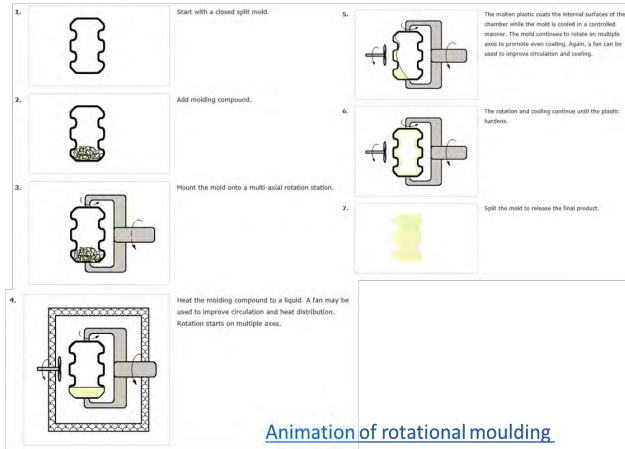 1.
Start with a closed split mold.
2.
Add molding compound.
3.
Mount the mold onto a multi-axial rotation station.
4.
Heat the molding compound to a liquid. A fan may be
used to improve circulation and heat distribution.
Rotation starts on multiple axes.
5.
The molten plastic coats the internal surfaces of the
chamber while the mold is cooled in a controlled
manner. The mold continues to rotate on multiple
axes to promote even coating. Again, a fan can be
used to improve circulation and cooling.
6.
The rotation and cooling continue until the plastic
hardens.
7.
Split the mold to release the final product.
Animation of rotational moulding